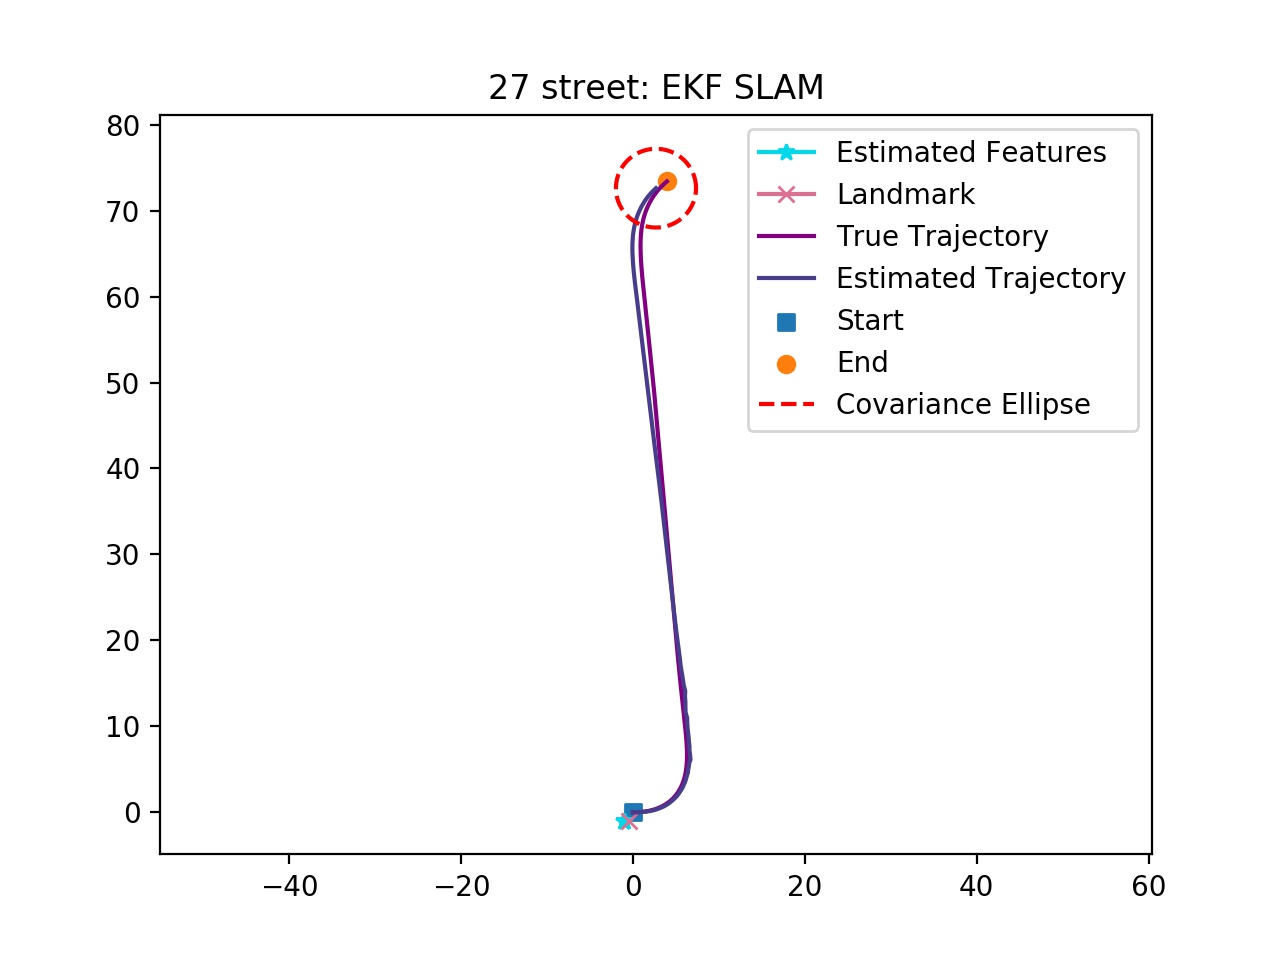 27 street: EKF SLAM
80
70
60
50
40
30
20
10
0
−40
−20
0
20
40
60
Estimated Features
Landmark
True Trajectory
Estimated Trajectory
Start
End
Covariance Ellipse